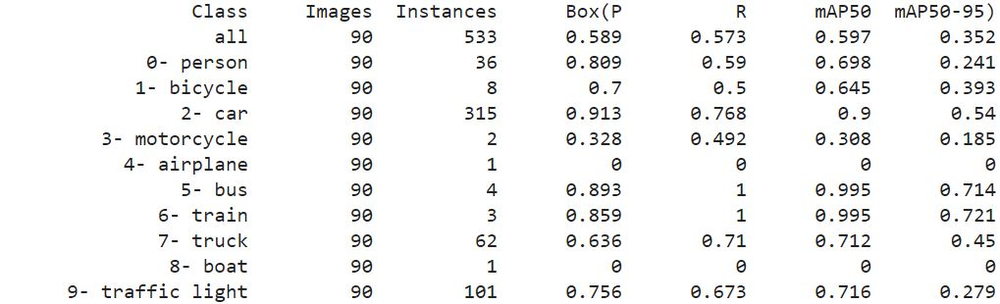 Class Images Instances Box(P R mAP50 mAP50-95)
all 90 533 0.589 0.573 0.597 0.352
0- person 90 36 0.809 0.59 0.698 0.241
1- bicycle 90 8 0.7 0.5 0.645 0.393
2- car 90 315 0.913 0.768 0.9 0.54
3- motorcycle 90 2 0.328 0.492 0.308 0.185
4- airplane 90 1 0 0 0 0
5- bus 90 4 0.893 1 0.995 0.714
6- train 90 3 0.859 1 0.995 0.721
7- truck 90 62 0.636 0.71 0.712 0.45
8- boat 90 1 0 0 0 0
9- traffic light 90 101 0.756 0.673 0.716 0.279